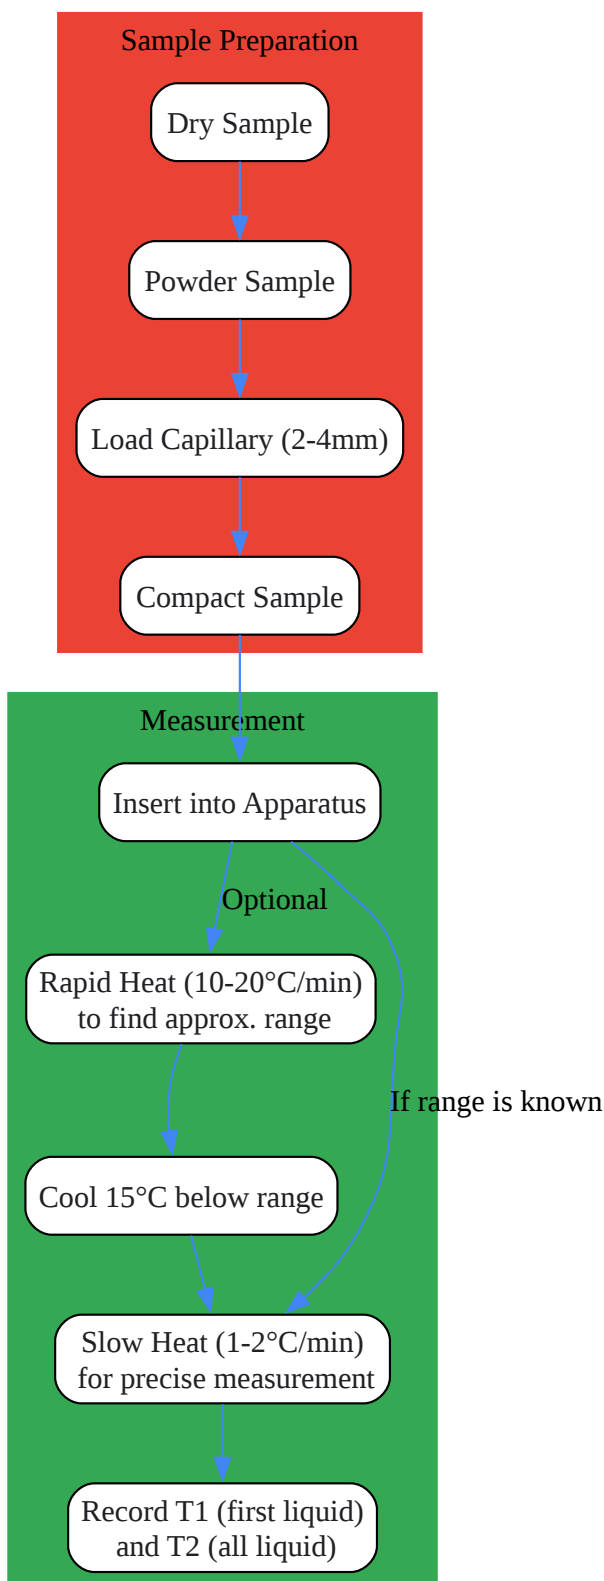 Sample Preparation
Dry Sample
Powder Sample
Load Capillary (2-4mm)
Compact Sample
Measurement
Insert into Apparatus
Optional
Rapid Heat (10-20°C/min)
to find approx. range
If range is known
Cool 15°C below range
Slow Heat (1-2°C/min)
for precise measurement
Record T1 (first liquid)
and T2 (all liquid)